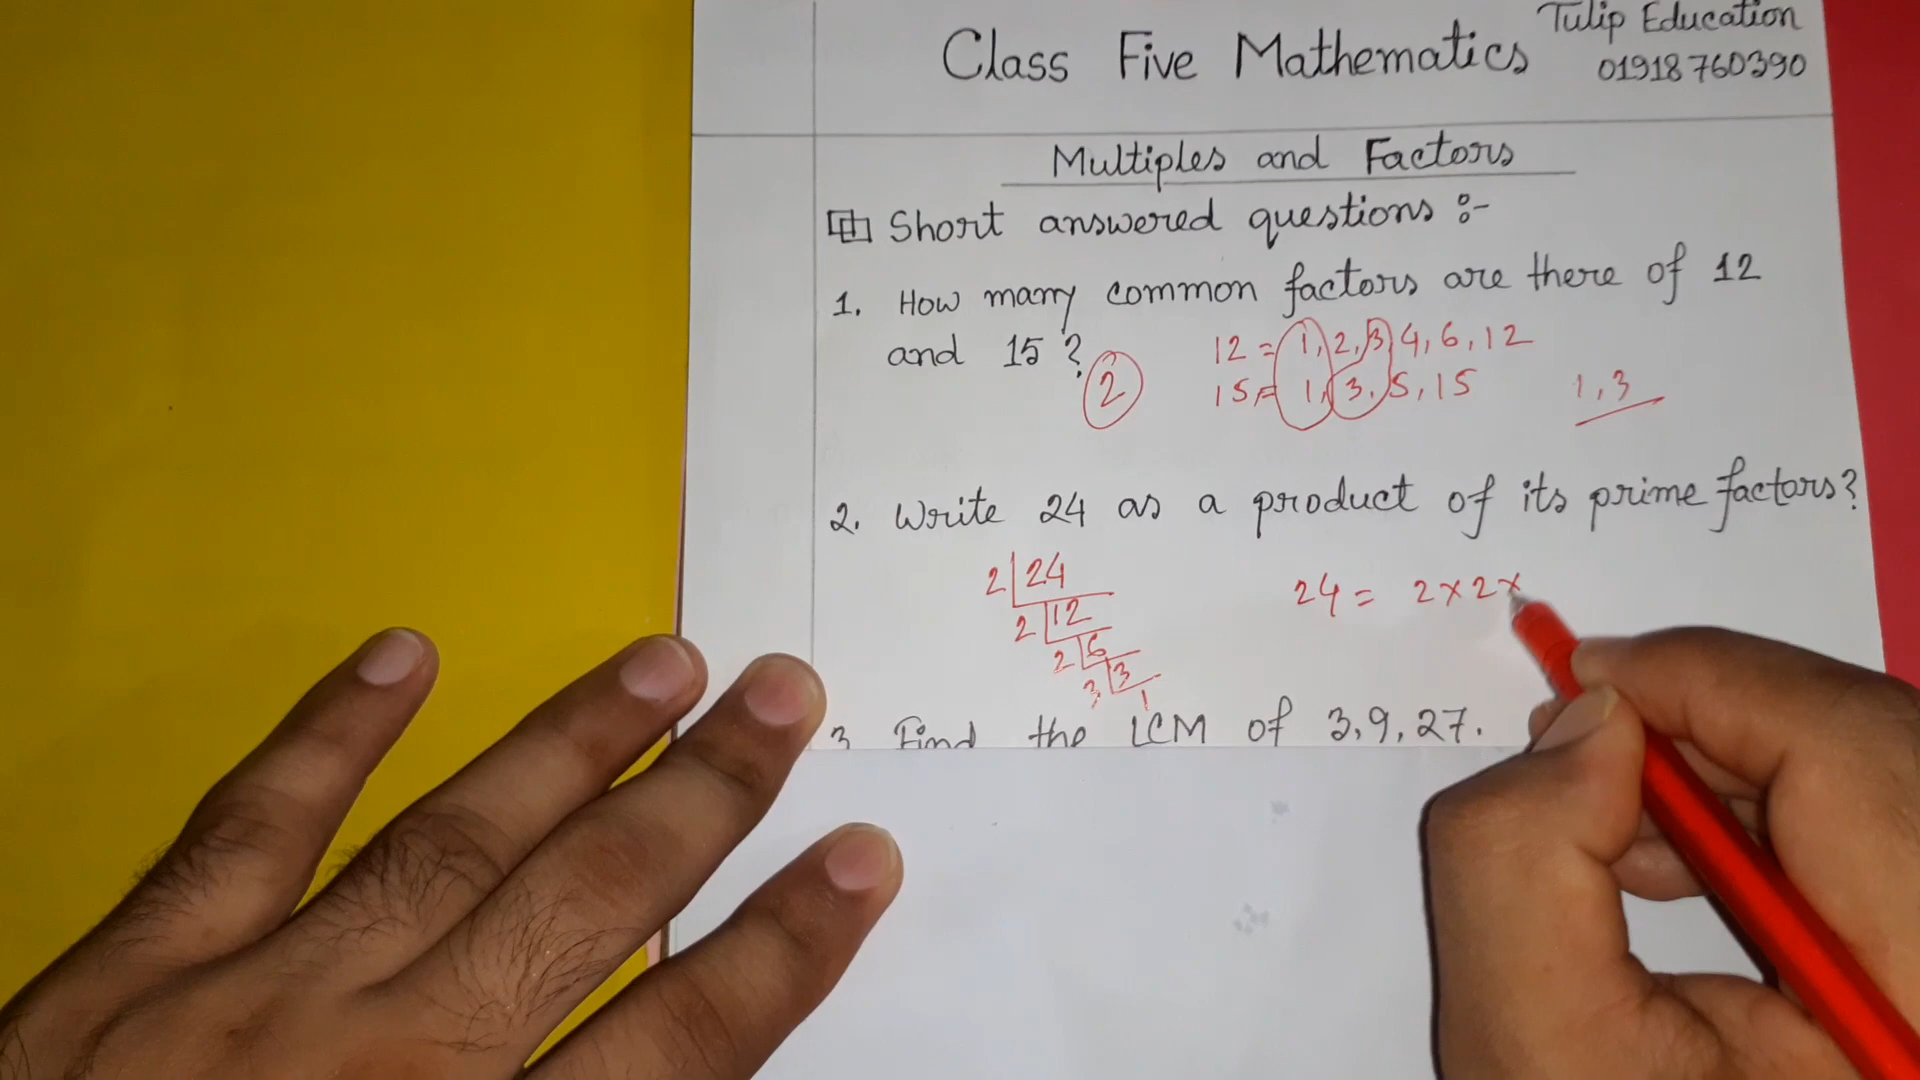 Class Five Mathematics
Tulip Education
01918760390
Multiples and Factors
Short answered questions :-
1. How many common factors are there of 12
and 15 ?
2
12 = 1, 2, 3, 4, 6, 12
15 = 1, 3, 5, 15
1, 3
2. Write 24 as a product of its prime factors?
2 | 24
2 | 12
2 | 6
3 | 3
1
24 = 2 × 2 ×
3 Find the LCM of 3, 9, 27.